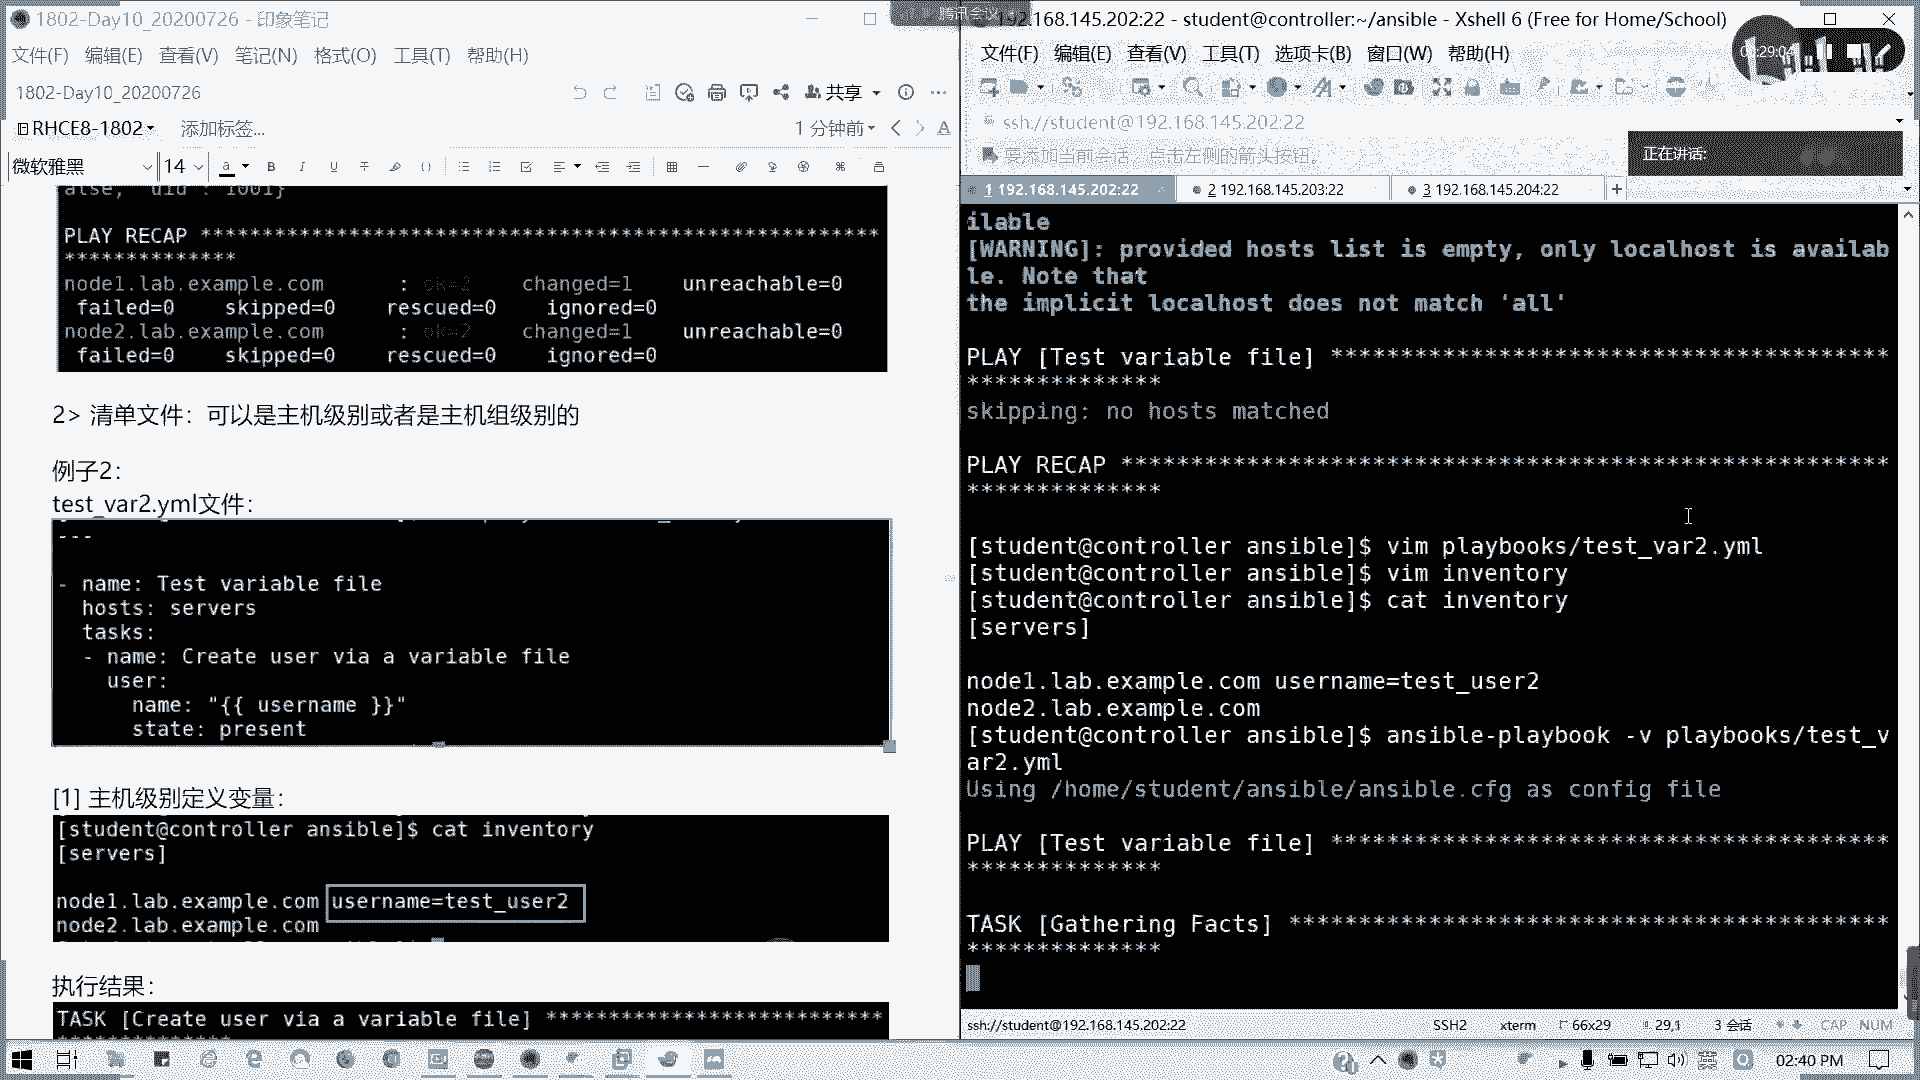 1802-Day10_20200726 - 印象笔记
文件(F) 编辑(E) 查看(V) 笔记(N) 格式(O) 工具(T) 帮助(H)
1802-Day10_20200726
共享
RHCE8-1802
添加标签...
1 分钟前
微软雅黑
14
PLAY RECAP *****************************************************
**************
node1.lab.example.com : ok=2 changed=1 unreachable=0
failed=0 skipped=0 rescued=0 ignored=0
node2.lab.example.com : ok=2 changed=1 unreachable=0
failed=0 skipped=0 rescued=0 ignored=0
2> 清单文件：可以是主机级别或者是主机组级别的
例子2：
test_var2.yml文件：
---
- name: Test variable file
hosts: servers
tasks:
- name: Create user via a variable file
user:
name: "{{ username }}"
state: present
[1] 主机级别定义变量：
[student@controller ansible]$ cat inventory
[servers]
node1.lab.example.com username=test_user2
node2.lab.example.com
执行结果：
TASK [Create user via a variable file] **************************
腾讯会议
192.168.145.202:22 - student@controller:~/ansible - Xshell 6 (Free for Home/School)
文件(F) 编辑(E) 查看(V) 工具(T) 选项卡(B) 窗口(W) 帮助(H)
00:29:04
ssh://student@192.168.145.202:22
要添加当前会话，点击左侧的箭头按钮。
正在讲话:
1 192.168.145.202:22
2 192.168.145.203:22
3 192.168.145.204:22
ilable
[WARNING]: provided hosts list is empty, only localhost is availab
le. Note that
the implicit localhost does not match 'all'
PLAY [Test variable file] ****************************************
**************
skipping: no hosts matched
PLAY RECAP *******************************************************
**************
[student@controller ansible]$ vim playbooks/test_var2.yml
[student@controller ansible]$ vim inventory
[student@controller ansible]$ cat inventory
[servers]
node1.lab.example.com username=test_user2
node2.lab.example.com
[student@controller ansible]$ ansible-playbook -v playbooks/test_v
ar2.yml
Using /home/student/ansible/ansible.cfg as config file
PLAY [Test variable file] ****************************************
**************
TASK [Gathering Facts] *******************************************
**************
ssh://student@192.168.145.202:22
SSH2
xterm
66x29
29,1
3 会话
CAP NUM
02:40 PM